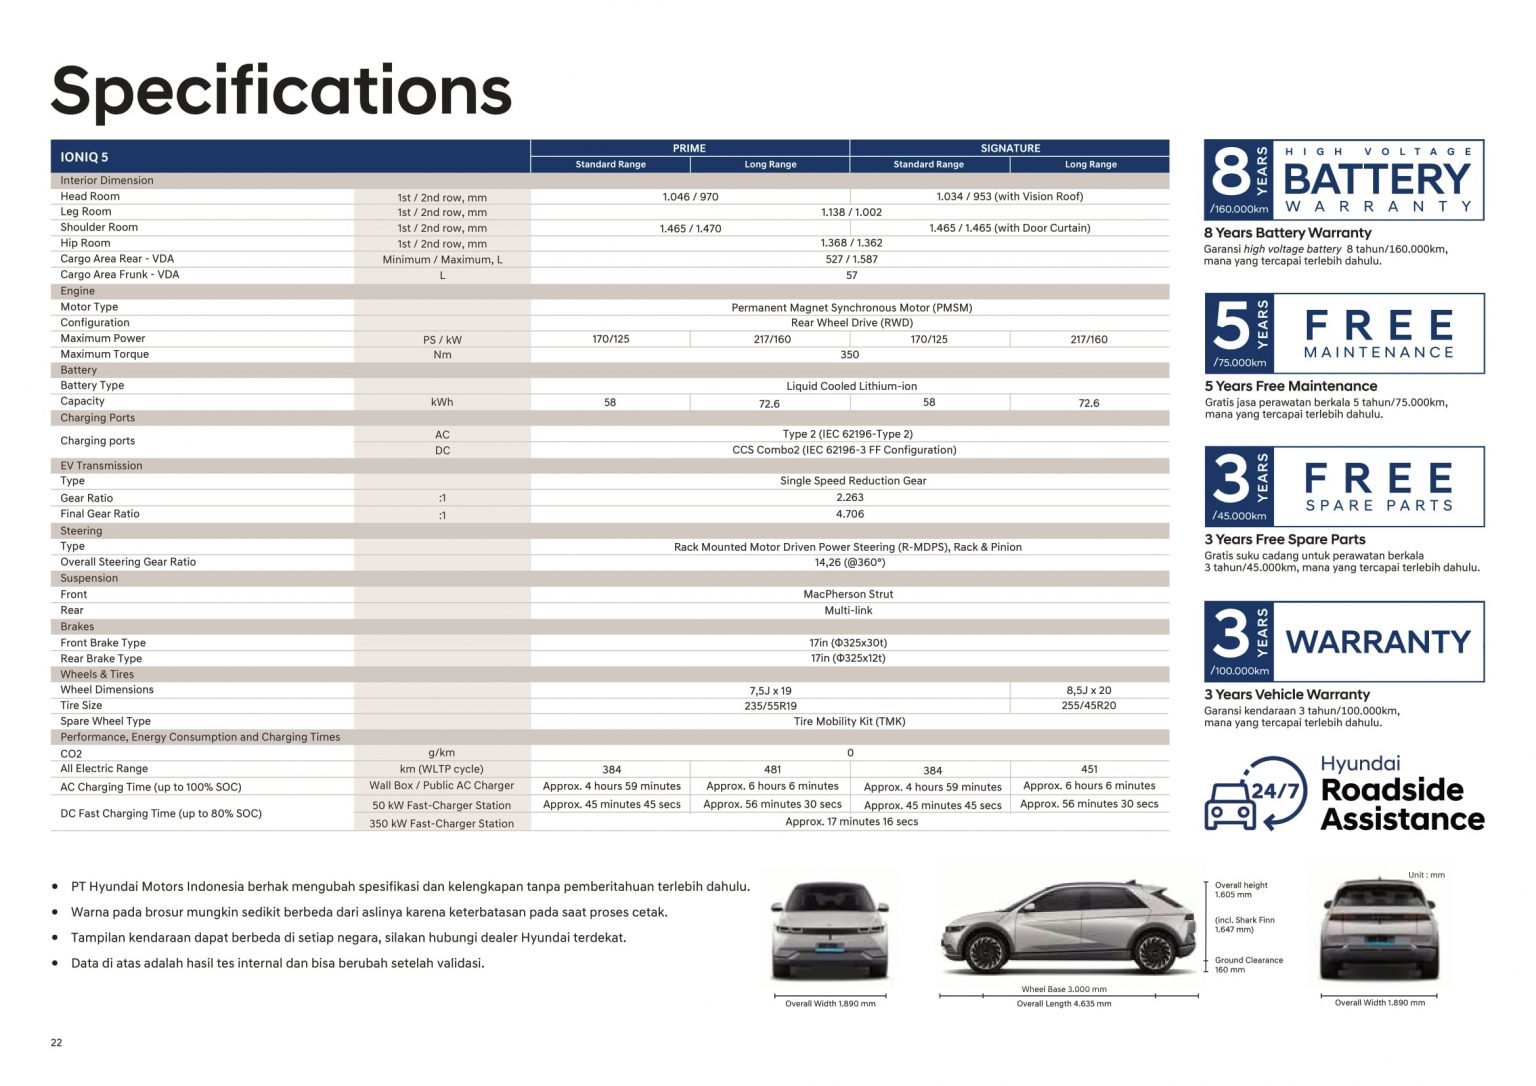 Specifications
IONIQ 5
PRIME
SIGNATURE
Standard Range
Long Range
Standard Range
Long Range
Interior Dimension
Head Room 1st / 2nd row, mm 1.046 / 970 1.034 / 953 (with Vision Roof)
Leg Room 1st / 2nd row, mm 1.138 / 1.002
Shoulder Room 1st / 2nd row, mm 1.465 / 1.470 1.465 / 1.465 (with Door Curtain)
Hip Room 1st / 2nd row, mm 1.368 / 1.362
Cargo Area Rear - VDA Minimum / Maximum, L 527 / 1.587
Cargo Area Frunk - VDA L 57
Engine
Motor Type Permanent Magnet Synchronous Motor (PMSM)
Configuration Rear Wheel Drive (RWD)
Maximum Power PS / kW 170/125 217/160 170/125 217/160
Maximum Torque Nm 350
Battery
Battery Type Liquid Cooled Lithium-ion
Capacity kWh 58 72.6 58 72.6
Charging Ports
Charging ports
AC Type 2 (IEC 62196-Type 2)
DC CCS Combo2 (IEC 62196-3 FF Configuration)
EV Transmission
Type Single Speed Reduction Gear
Gear Ratio :1 2.263
Final Gear Ratio :1 4.706
Steering
Type Rack Mounted Motor Driven Power Steering (R-MDPS), Rack & Pinion
Overall Steering Gear Ratio 14,26 (@360°)
Suspension
Front MacPherson Strut
Rear Multi-link
Brakes
Front Brake Type 17in (Φ325x30t)
Rear Brake Type 17in (Φ325x12t)
Wheels & Tires
Wheel Dimensions 7,5J x 19 8,5J x 20
Tire Size 235/55R19 255/45R20
Spare Wheel Type Tire Mobility Kit (TMK)
Performance, Energy Consumption and Charging Times
CO2 g/km 0
All Electric Range km (WLTP cycle) 384 481 384 451
AC Charging Time (up to 100% SOC) Wall Box / Public AC Charger Approx. 4 hours 59 minutes Approx. 6 hours 6 minutes Approx. 4 hours 59 minutes Approx. 6 hours 6 minutes
DC Fast Charging Time (up to 80% SOC)
50 kW Fast-Charger Station Approx. 45 minutes 45 secs Approx. 56 minutes 30 secs Approx. 45 minutes 45 secs Approx. 56 minutes 30 secs
350 kW Fast-Charger Station Approx. 17 minutes 16 secs
8 YEARS
/160.000km
HIGH VOLTAGE
BATTERY
WARRANTY
8 Years Battery Warranty
Garansi high voltage battery 8 tahun/160.000km,
mana yang tercapai terlebih dahulu.
5 YEARS
/75.000km
FREE
MAINTENANCE
5 Years Free Maintenance
Gratis jasa perawatan berkala 5 tahun/75.000km,
mana yang tercapai terlebih dahulu.
3 YEARS
/45.000km
FREE
SPARE PARTS
3 Years Free Spare Parts
Gratis suku cadang untuk perawatan berkala
3 tahun/45.000km, mana yang tercapai terlebih dahulu.
3 YEARS
/100.000km
WARRANTY
3 Years Vehicle Warranty
Garansi kendaraan 3 tahun/100.000km,
mana yang tercapai terlebih dahulu.
24/7
Hyundai
Roadside
Assistance
• PT Hyundai Motors Indonesia berhak mengubah spesifikasi dan kelengkapan tanpa pemberitahuan terlebih dahulu.
• Warna pada brosur mungkin sedikit berbeda dari aslinya karena keterbatasan pada saat proses cetak.
• Tampilan kendaraan dapat berbeda di setiap negara, silakan hubungi dealer Hyundai terdekat.
• Data di atas adalah hasil tes internal dan bisa berubah setelah validasi.
Overall Width 1.890 mm
Wheel Base 3.000 mm
Overall Length 4.635 mm
Overall height
1.605 mm
(incl. Shark Finn
1.647 mm)
Ground Clearance
160 mm
Unit : mm
Overall Width 1.890 mm
22